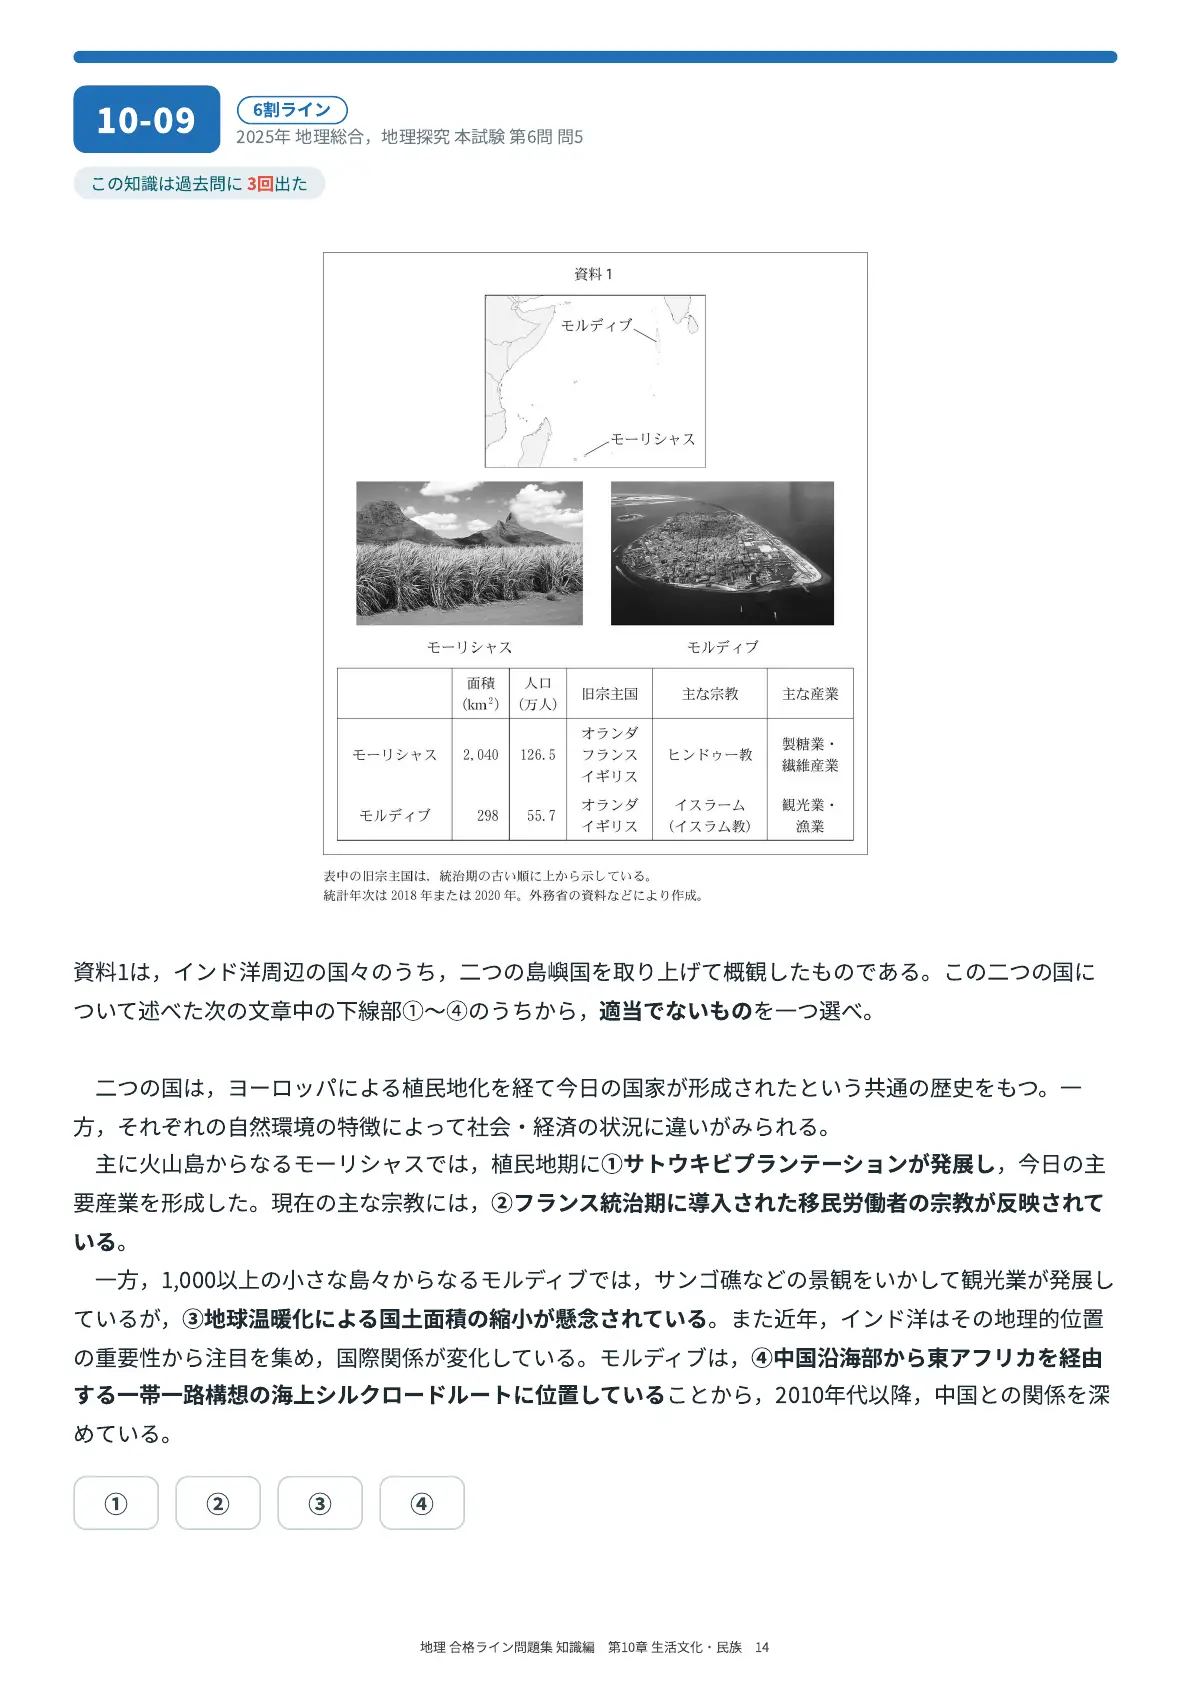 10-09
6割ライン
2025年 地理総合，地理探究 本試験 第6問 問5
この知識は過去問に 3回出た
資料 1
モルディブ
モーリシャス
モーリシャス
モルディブ
面積 (km²) 人口 (万人) 旧宗主国 主な宗教 主な産業
モーリシャス 2,040 126.5 オランダ フランス イギリス ヒンドゥー教 製糖業・繊維産業
モルディブ 298 55.7 オランダ イギリス イスラーム (イスラム教) 観光業・漁業
表中の旧宗主国は，統治期の古い順に上から示している。
統計年次は 2018 年または 2020 年。外務省の資料などにより作成。
資料1は，インド洋周辺の国々のうち，二つの島嶼国を取り上げて概観したものである。この二つの国に
ついて述べた次の文章中の下線部①〜④のうちから，適当でないものを一つ選べ。
二つの国は，ヨーロッパによる植民地化を経て今日の国家が形成されたという共通の歴史をもつ。一
方，それぞれの自然環境の特徴によって社会・経済の状況に違いがみられる。
主に火山島からなるモーリシャスでは，植民地期に①サトウキビプランテーションが発展し，今日の主
要産業を形成した。現在の主な宗教には，②フランス統治期に導入された移民労働者の宗教が反映されて
いる。
一方，1,000以上の小さな島々からなるモルディブでは，サンゴ礁などの景観をいかして観光業が発展し
ているが，③地球温暖化による国土面積の縮小が懸念されている。また近年，インド洋はその地理的位置
の重要性から注目を集め，国際関係が変化している。モルディブは，④中国沿海部から東アフリカを経由
する一帯一路構想の海上シルクロードルートに位置していることから，2010年代以降，中国との関係を深
めている。
① ② ③ ④
地理 合格ライン問題集 知識編 第10章 生活文化・民族 14